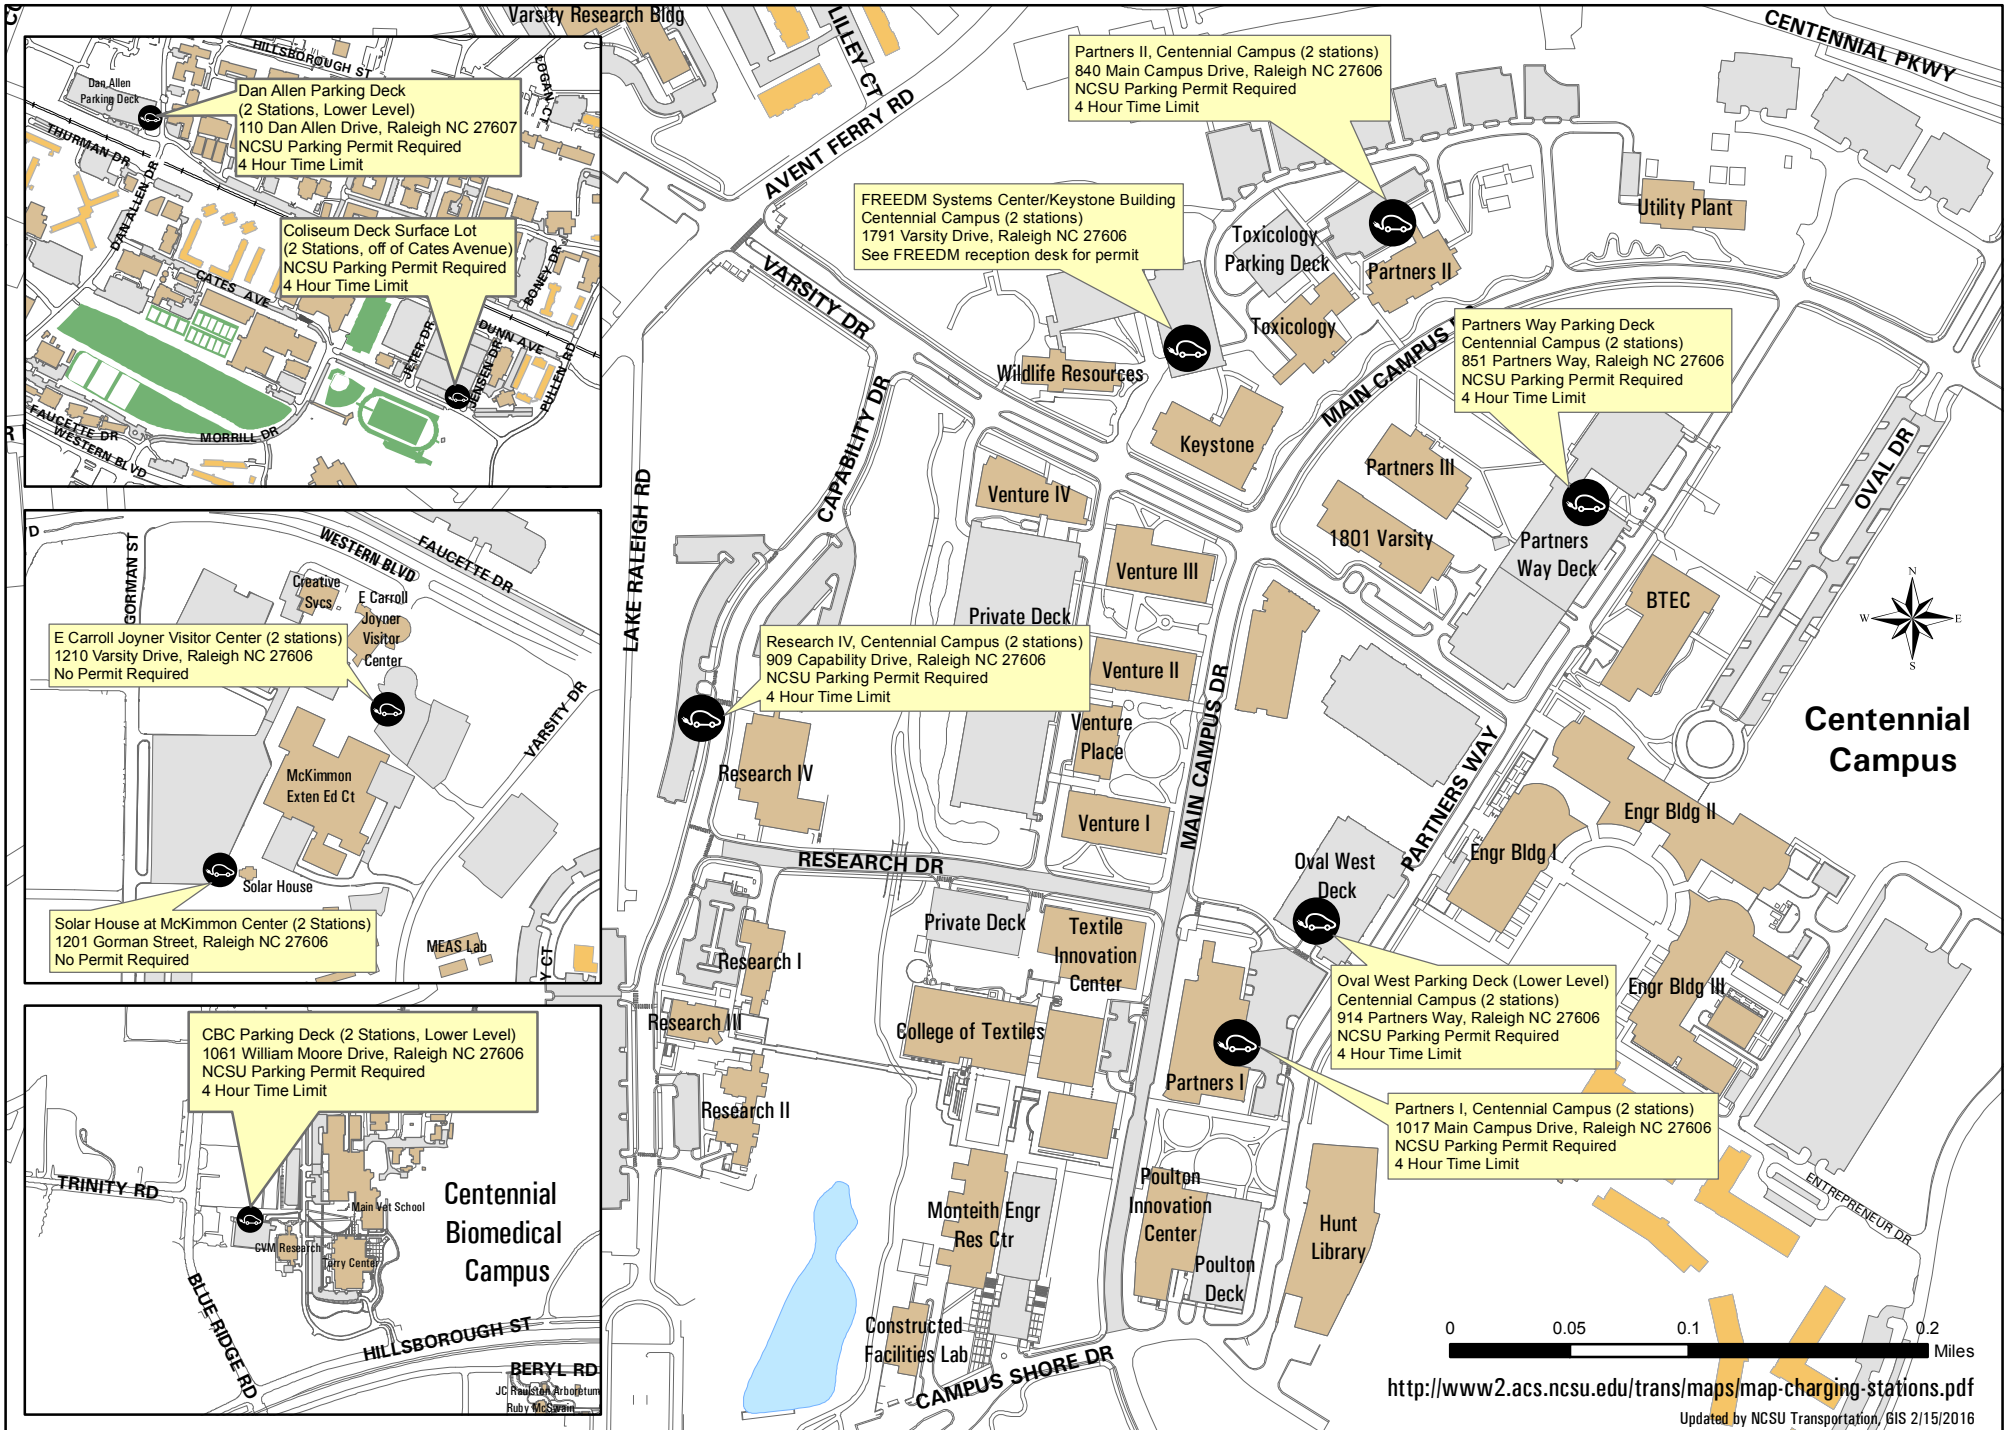 Varsity Research Bldg
LILLEY CT
CENTENNIAL PKWY
AVENT FERRY RD
Partners II, Centennial Campus (2 stations)
840 Main Campus Drive, Raleigh NC 27606
NCSU Parking Permit Required
4 Hour Time Limit
HILLSBOROUGH ST
LOGAN CT
Dan Allen
Parking Deck
Dan Allen Parking Deck
(2 Stations, Lower Level)
110 Dan Allen Drive, Raleigh NC 27607
NCSU Parking Permit Required
4 Hour Time Limit
THURMAN DR
DAN ALLEN DR
Coliseum Deck Surface Lot
(2 Stations, off of Cates Avenue)
NCSU Parking Permit Required
4 Hour Time Limit
CATES AVE
BONEY DR
DUNN AVE
JETER DR
JENSEN DR
PULLEN RD
FAUCETTE DR
WESTERN BLVD
MORRILL DR
FREEDM Systems Center/Keystone Building
Centennial Campus (2 stations)
1791 Varsity Drive, Raleigh NC 27606
See FREEDM reception desk for permit
Toxicology
Parking Deck
Partners II
Utility Plant
Toxicology
VARSITY DR
Wildlife Resources
Keystone
MAIN CAMPUS
Partners Way Parking Deck
Centennial Campus (2 stations)
851 Partners Way, Raleigh NC 27606
NCSU Parking Permit Required
4 Hour Time Limit
CAPABILITY DR
LAKE RALEIGH RD
Partners III
1801 Varsity
Partners
Way Deck
OVAL DR
BTEC
Venture IV
Venture III
Private Deck
Venture II
Venture
Place
Venture I
MAIN CAMPUS DR
N
W
E
S
Centennial
Campus
GORMAN ST
WESTERN BLVD
FAUCETTE DR
Creative
Svcs
E Carroll
Joyner
Visitor
Center
E Carroll Joyner Visitor Center (2 stations)
1210 Varsity Drive, Raleigh NC 27606
No Permit Required
VARSITY DR
McKimmon
Exten Ed Ct
Solar House
Solar House at McKimmon Center (2 Stations)
1201 Gorman Street, Raleigh NC 27606
No Permit Required
MEAS Lab
Y CT
Research IV, Centennial Campus (2 stations)
909 Capability Drive, Raleigh NC 27606
NCSU Parking Permit Required
4 Hour Time Limit
Research IV
RESEARCH DR
PARTNERS WAY
Engr Bldg II
Engr Bldg I
Oval West
Deck
Private Deck
Textile
Innovation
Center
Research I
Research III
Research II
College of Textiles
Engr Bldg III
Oval West Parking Deck (Lower Level)
Centennial Campus (2 stations)
914 Partners Way, Raleigh NC 27606
NCSU Parking Permit Required
4 Hour Time Limit
Partners I
Partners I, Centennial Campus (2 stations)
1017 Main Campus Drive, Raleigh NC 27606
NCSU Parking Permit Required
4 Hour Time Limit
CBC Parking Deck (2 Stations, Lower Level)
1061 William Moore Drive, Raleigh NC 27606
NCSU Parking Permit Required
4 Hour Time Limit
TRINITY RD
Main Vet School
CVM Research
Terry Center
Centennial
Biomedical
Campus
BLUE RIDGE RD
HILLSBOROUGH ST
BERYL RD
JC Raulston Arboretum
Ruby McSwain
Monteith Engr
Res Ctr
Poulton
Innovation
Center
Poulton
Deck
Hunt
Library
ENTREPRENEUR DR
Constructed
Facilities Lab
CAMPUS SHORE DR
0 0.05 0.1 0.2
Miles
http://www2.acs.ncsu.edu/trans/maps/map-charging-stations.pdf
Updated by NCSU Transportation, GIS 2/15/2016